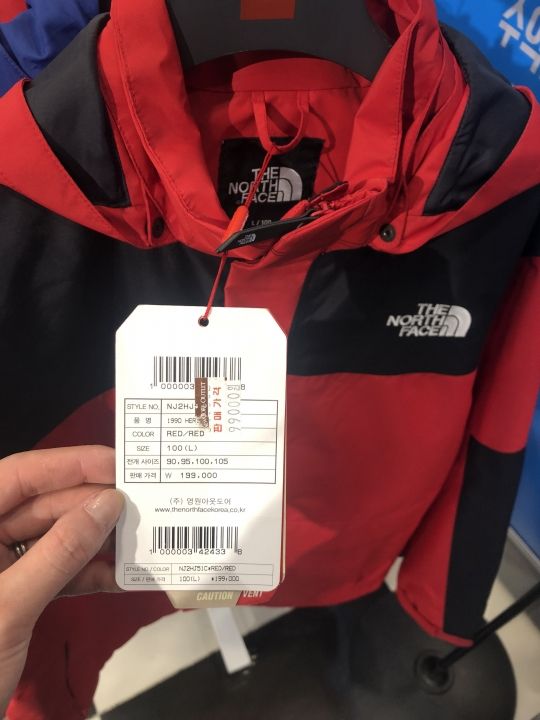 THE
NORTH
FACE
L / 100
THE
NORTH
FACE
1 000003
8
STYLE NO. NJ2HJ
품 명 1990 HER
COLOR RED/RED
SIZE 100(L)
전개 사이즈 90,95,100,105
판매 가격 ₩ 199,000
판매가격
99000
(주) 영원아웃도어
www.thenorthfacekorea.co.kr
1 000003 42433 8
STYLE NO / COLOR NJ2HJ51C*RED/RED
SIZE / 판매 가격 100(L) *199,000
CAUTION VENT